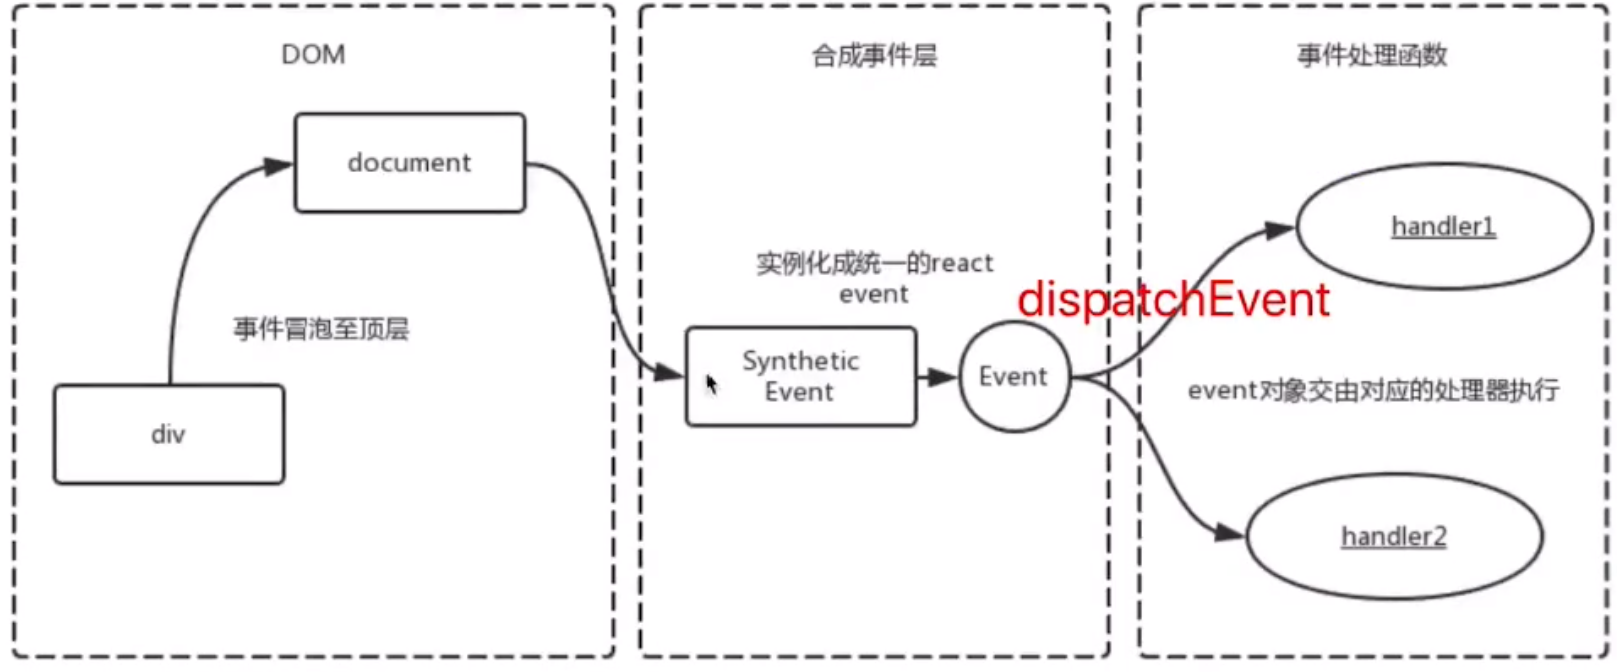 DOM
document
事件冒泡至顶层
div
合成事件层
实例化成统一的react
event
Synthetic
Event
Event
dispatchEvent
事件处理函数
handler1
event对象交由对应的处理器执行
handler2